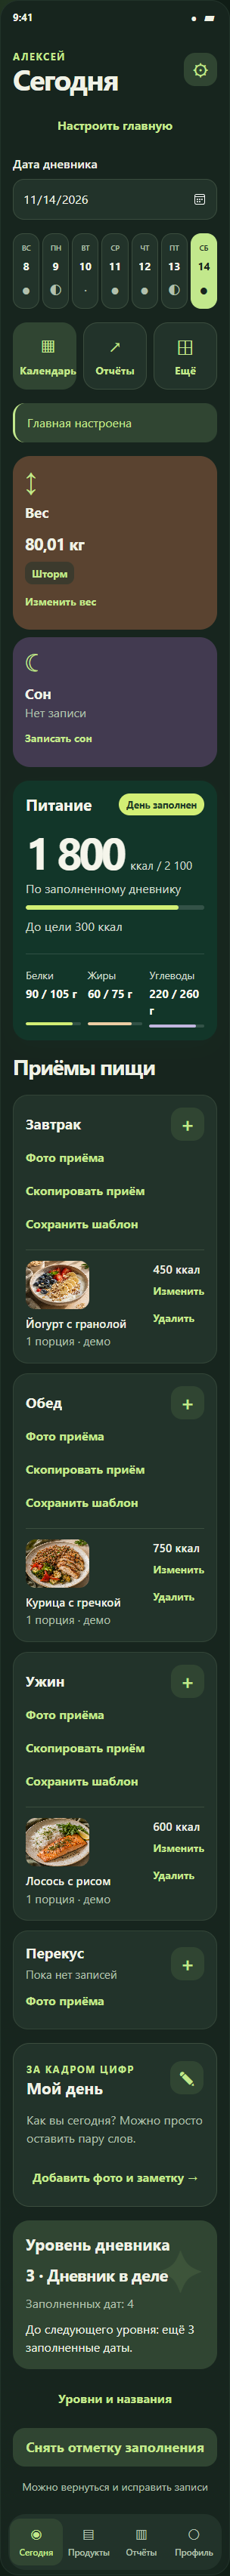 9:41
АЛЕКСЕЙ
Сегодня
Настроить главную
Дата дневника
11/14/2026
ВС ПН ВТ СР ЧТ ПТ СБ
8 9 10 11 12 13 14
Календарь Отчёты Ещё
Главная настроена
Вес
80,01 кг
Шторм
Изменить вес
Сон
Нет записи
Записать сон
Питание День заполнен
1 800 ккал / 2 100
По заполненному дневнику
До цели 300 ккал
Белки Жиры Углеводы
90 / 105 г 60 / 75 г 220 / 260
г
Приёмы пищи
Завтрак +
Фото приёма
Скопировать приём
Сохранить шаблон
450 ккал
Изменить
Удалить
Йогурт с гранолой
1 порция · демо
Обед +
Фото приёма
Скопировать приём
Сохранить шаблон
750 ккал
Изменить
Удалить
Курица с гречкой
1 порция · демо
Ужин +
Фото приёма
Скопировать приём
Сохранить шаблон
600 ккал
Изменить
Удалить
Лосось с рисом
1 порция · демо
Перекус +
Пока нет записей
Фото приёма
ЗА КАДРОМ ЦИФР
Мой день
Как вы сегодня? Можно просто
оставить пару слов.
Добавить фото и заметку →
Уровень дневника
3 · Дневник в деле
Заполненных дат: 4
До следующего уровня: ещё 3
заполненные даты.
Уровни и названия
Снять отметку заполнения
Можно вернуться и исправить записи
Сегодня Продукты Отчёты Профиль